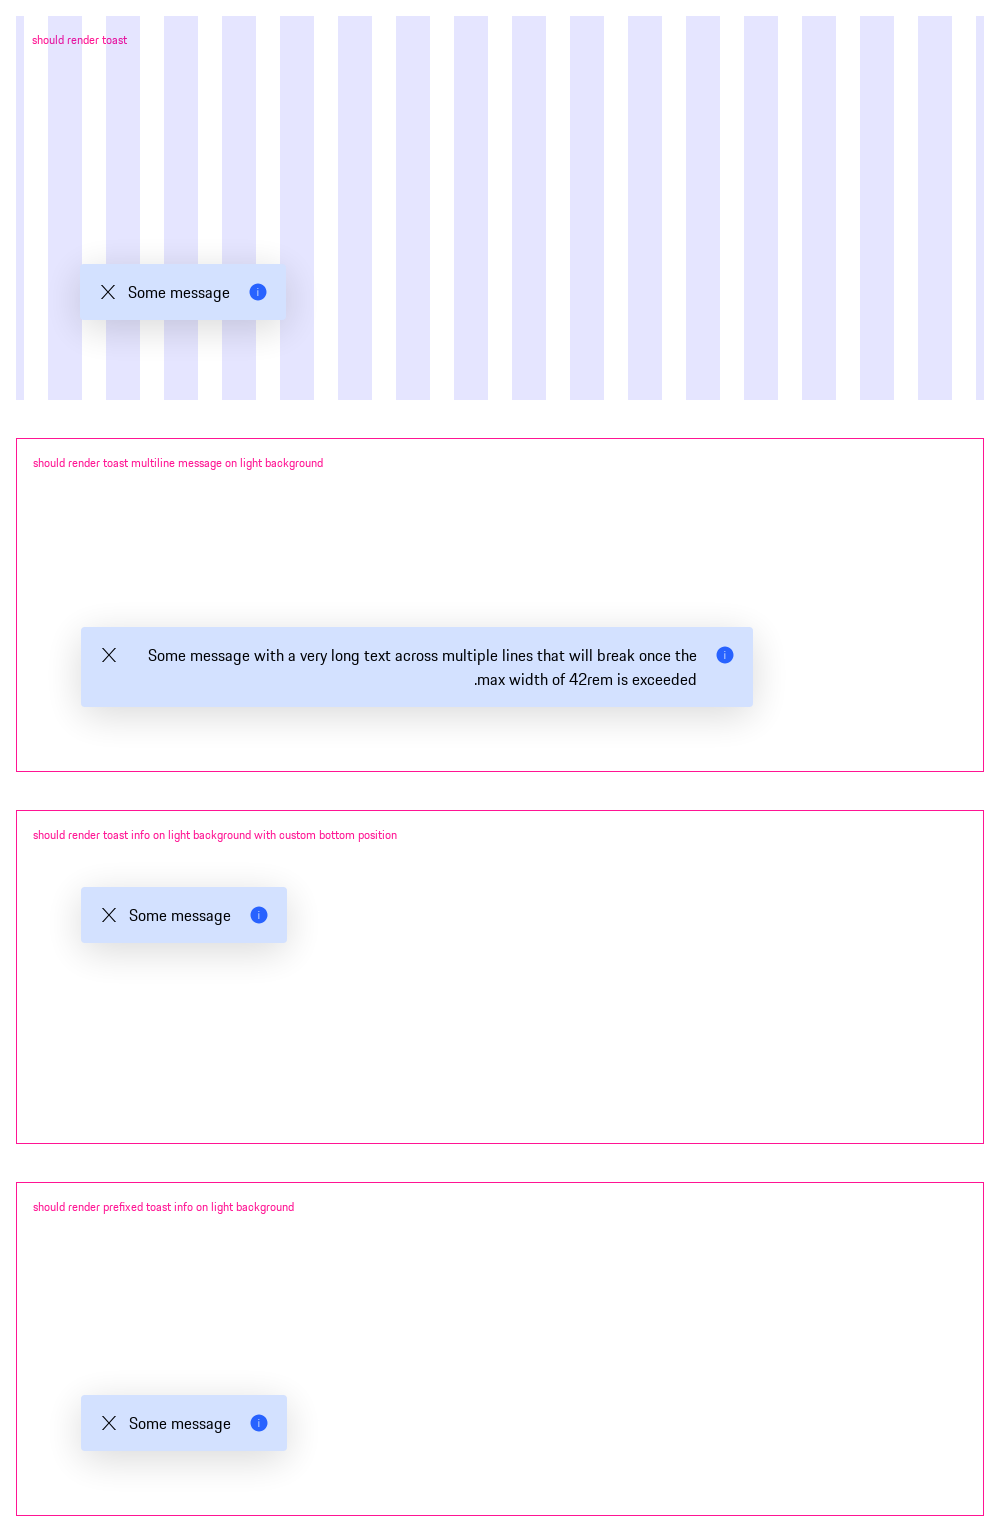 should render toast
Some message
should render toast multiline message on light background
Some message with a very long text across multiple lines that will break once the
.max width of 42rem is exceeded
should render toast info on light background with custom bottom position
Some message
should render prefixed toast info on light background
Some message